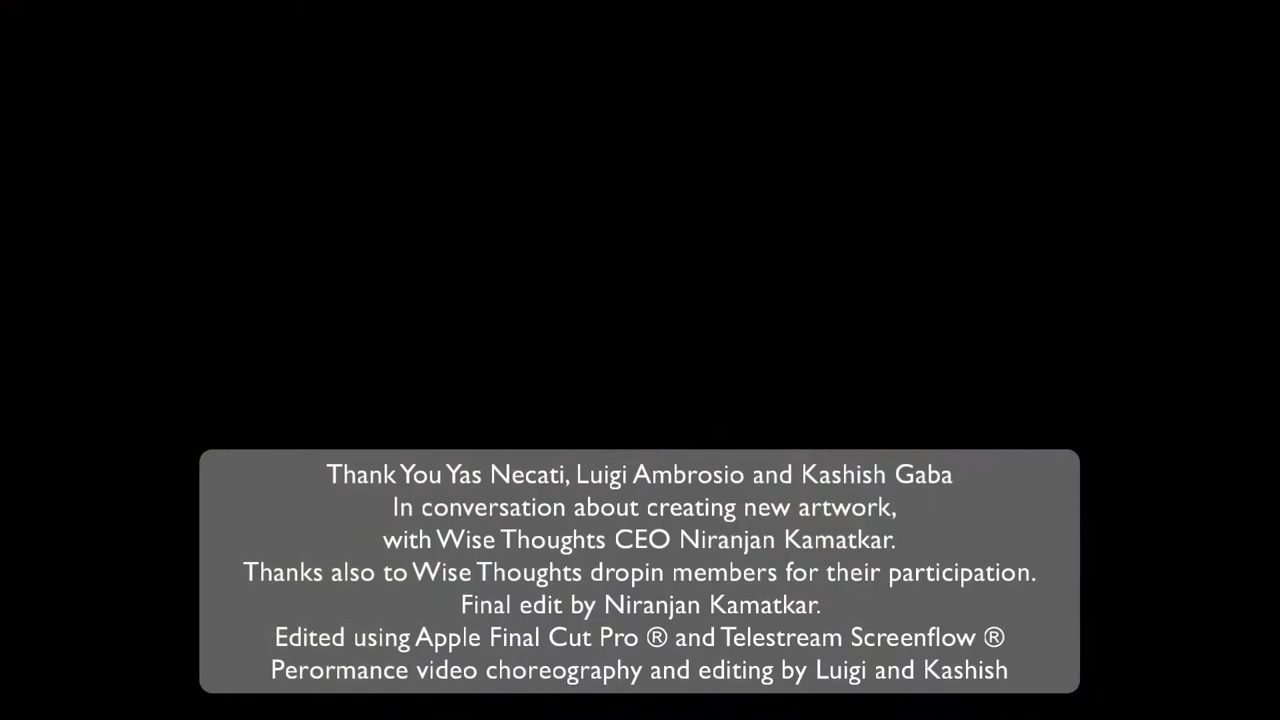 Thank You Yas Necati, Luigi Ambrosio and Kashish Gaba
In conversation about creating new artwork,
with Wise Thoughts CEO Niranjan Kamatkar.
Thanks also to Wise Thoughts dropin members for their participation.
Final edit by Niranjan Kamatkar.
Edited using Apple Final Cut Pro ® and Telestream Screenflow ®
Perormance video choreography and editing by Luigi and Kashish